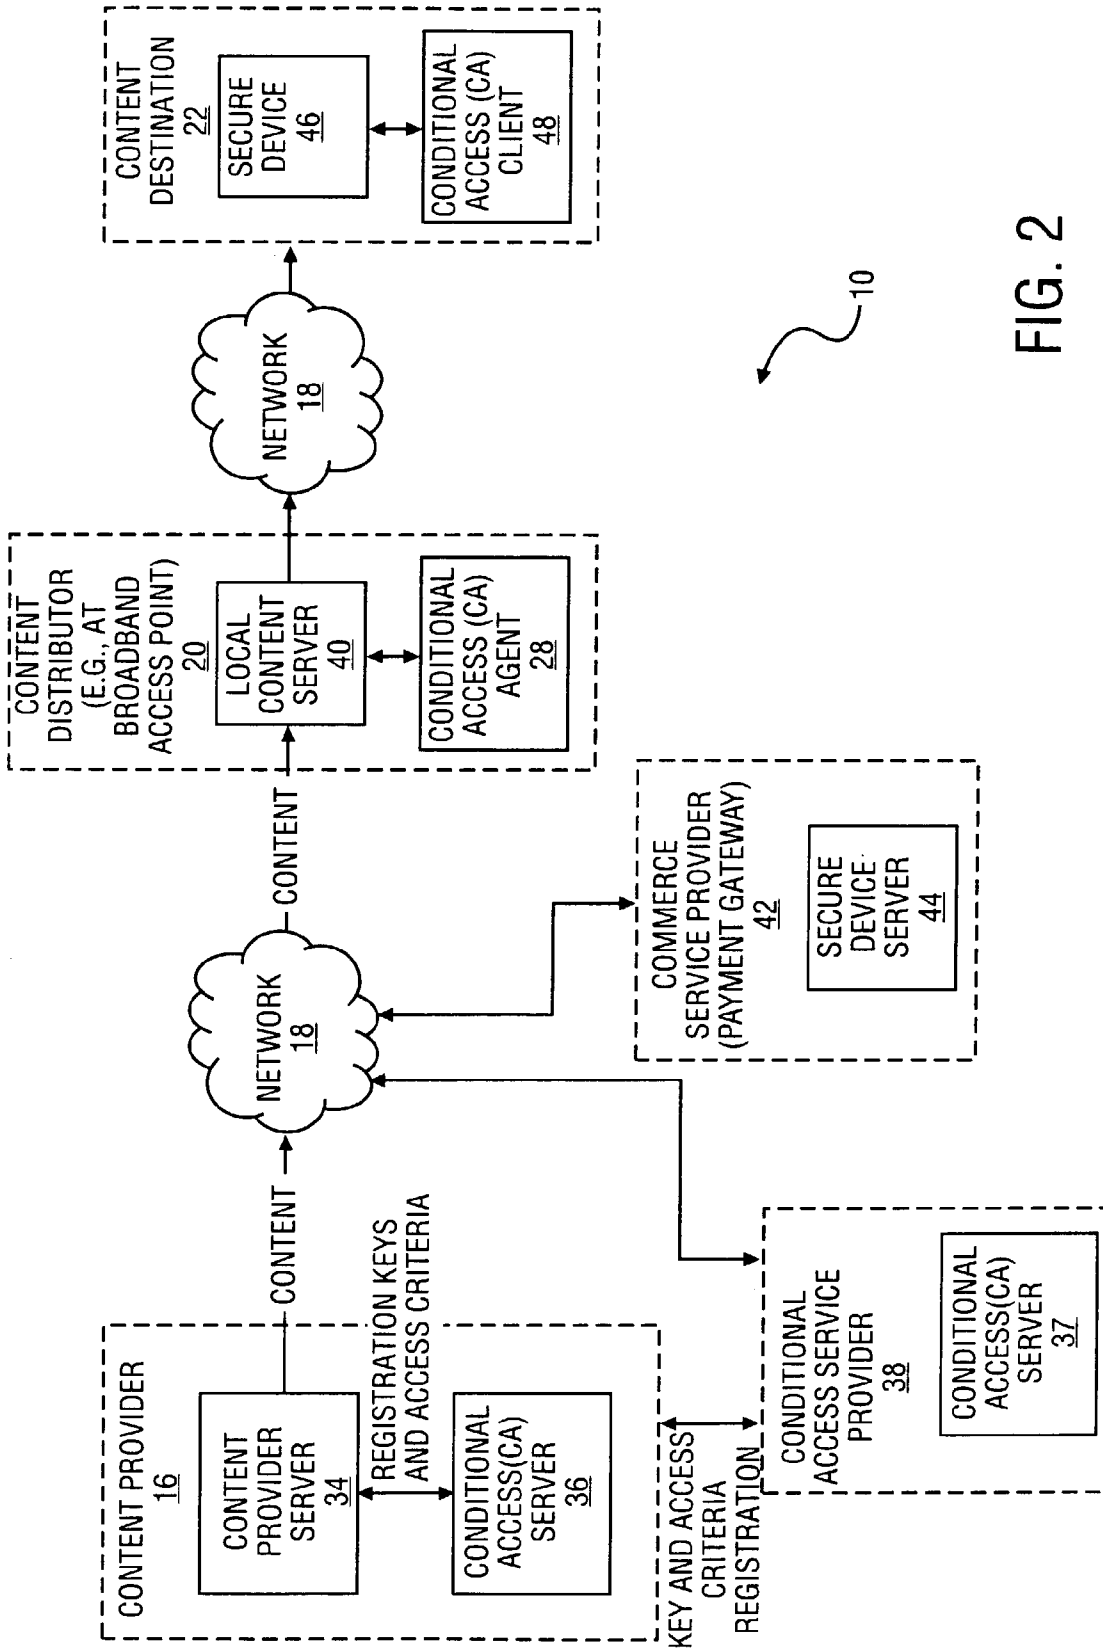 CONTENT PROVIDER
16
CONTENT
PROVIDER
SERVER
34
REGISTRATION KEYS
AND ACCESS CRITERIA
CONDITIONAL
ACCESS(CA)
SERVER
36
KEY AND ACCESS
CRITERIA
REGISTRATION
CONDITIONAL
ACCESS SERVICE
PROVIDER
38
CONDITIONAL
ACCESS(CA)
SERVER
37
CONTENT
NETWORK
18
COMMERCE
SERVICE PROVIDER
(PAYMENT GATEWAY)
42
SECURE
DEVICE
SERVER
44
CONTENT
CONTENT
DISTRIBUTOR
(E.G., AT
BROADBAND
ACCESS POINT)
20
LOCAL
CONTENT
SERVER
40
CONDITIONAL
ACCESS (CA)
AGENT
28
NETWORK
18
CONTENT
DESTINATION
22
SECURE
DEVICE
46
CONDITIONAL
ACCESS (CA)
CLIENT
48
10
FIG. 2